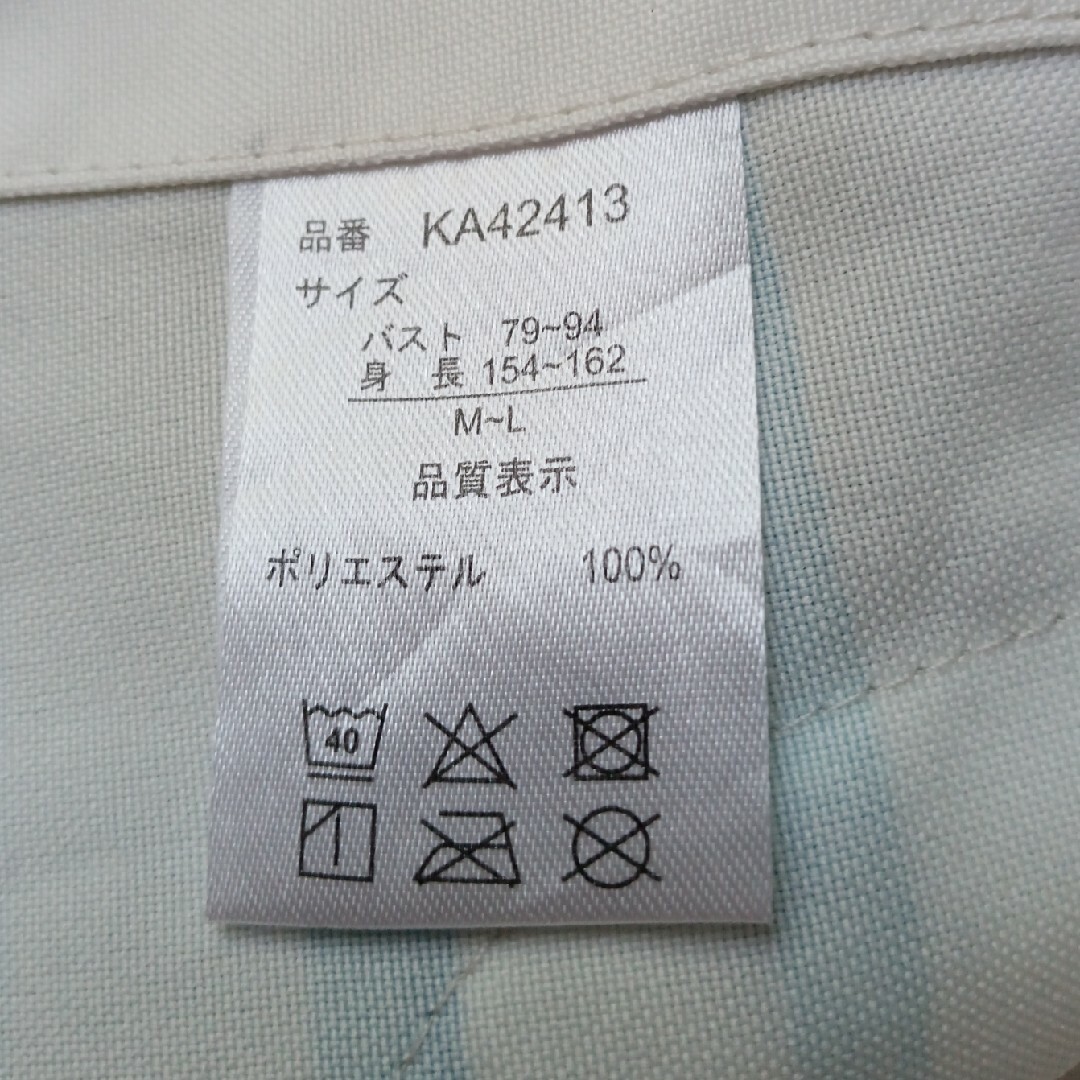 品番 KA42413
サイズ
バスト 79~94
身 長 154~162
M~L
品質表示
ポリエステル 100%
40